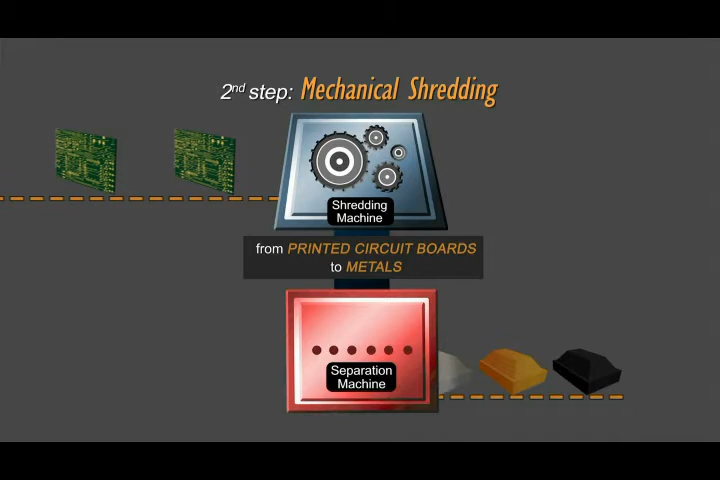 2nd step: Mechanical Shredding
Shredding
Machine
from PRINTED CIRCUIT BOARDS
to METALS
Separation
Machine